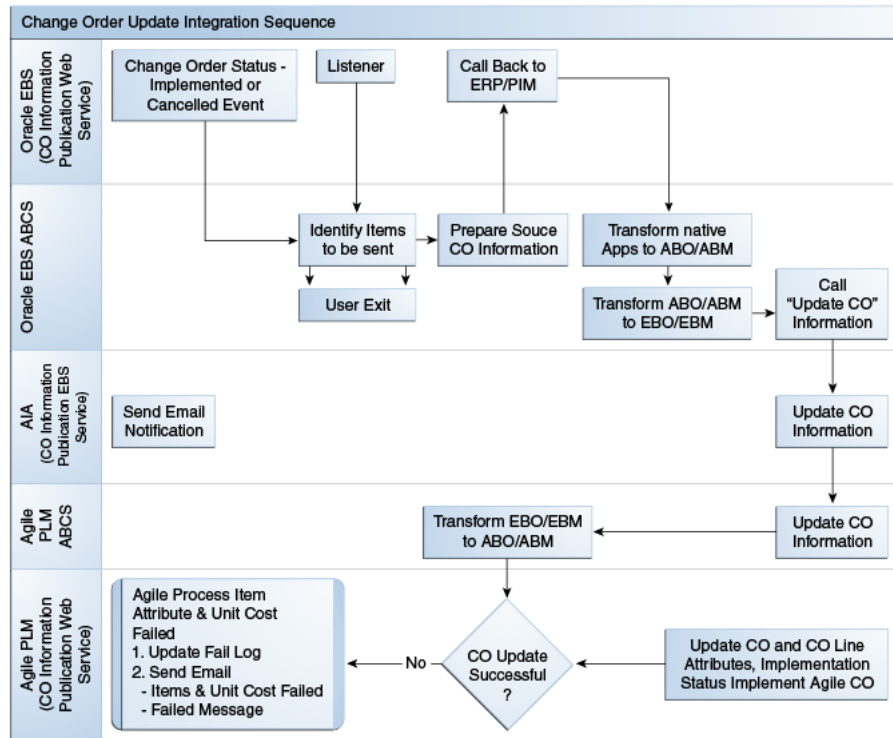 Change Order Update Integration Sequence
Oracle EBS
(CO Information
Publication Web
Service)
Change Order Status -
Implemented or
Cancelled Event
Listener
Call Back to
ERP/PIM
Oracle EBS ABCS
Identify Items
to be sent
Prepare Souce
CO Information
Transform native
Apps to ABO/ABM
User Exit
Transform ABO/ABM
to EBO/EBM
Call
“Update CO”
Information
AIA
(CO Information
Publication EBS
Service)
Send Email
Notification
Update CO
Information
Agile
PLM
ABCS
Transform EBO/EBM
to ABO/ABM
Update CO
Information
Agile PLM
(CO Information
Publication Web
Service)
Agile Process Item
Attribute & Unit Cost
Failed
1. Update Fail Log
2. Send Email
- Items & Unit Cost Failed
- Failed Message
No
CO Update
Successful
?
Update CO and CO Line
Attributes, Implementation
Status Implement Agile CO